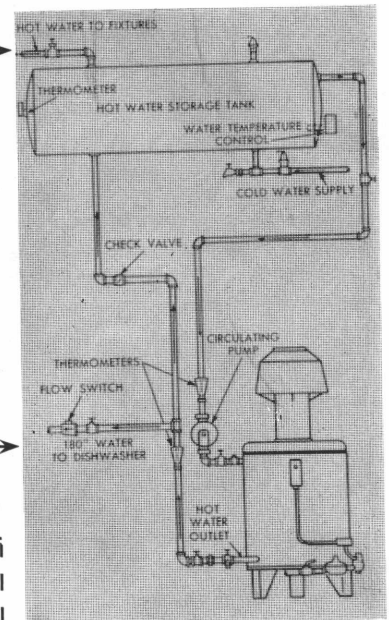 HOT WATER TO FIXTURES
THERMOMETER
HOT WATER STORAGE TANK
WATER TEMPERATURE
CONTROL
COLD WATER SUPPLY
CHECK VALVE
CIRCULATING
PUMP
THERMOMETERS
FLOW SWITCH
180° WATER
TO DISHWASHER
HOT
WATER
OUTLET